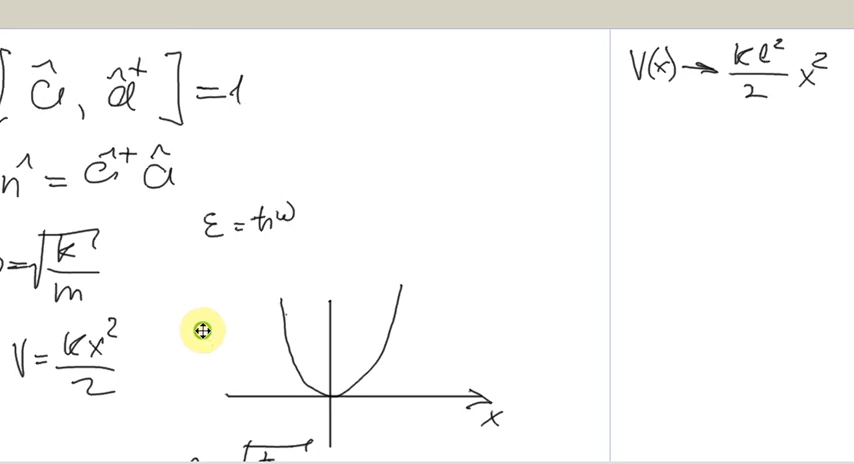 [ â, â⁺ ] = 1
n̂ = â⁺ â
ε = ħω
= √(k/m)
V = kx²/2
x
V(x) → kl²/2 x²